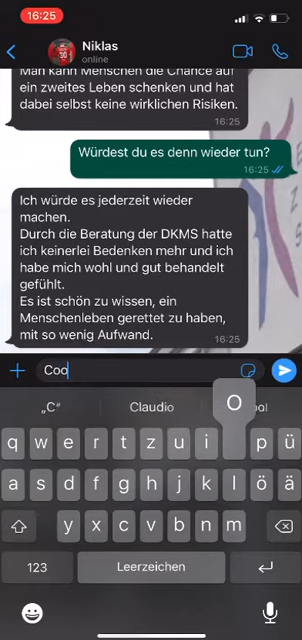 16:25
Niklas
online
Man kann Menschen die Chance auf
ein zweites Leben schenken und hat
dabei selbst keine wirklichen Risiken.
16:25
Würdest du es denn wieder tun?
16:25
Ich würde es jederzeit wieder
machen.
Durch die Beratung der DKMS hatte
ich keinerlei Bedenken mehr und ich
habe mich wohl und gut behandelt
gefühlt.
Es ist schön zu wissen, ein
Menschenleben gerettet zu haben,
mit so wenig Aufwand.
16:25
Coo
„C“ Claudio
O
q w e r t z u i p ü
a s d f g h j k l ö ä
y x c v b n m
123 Leerzeichen